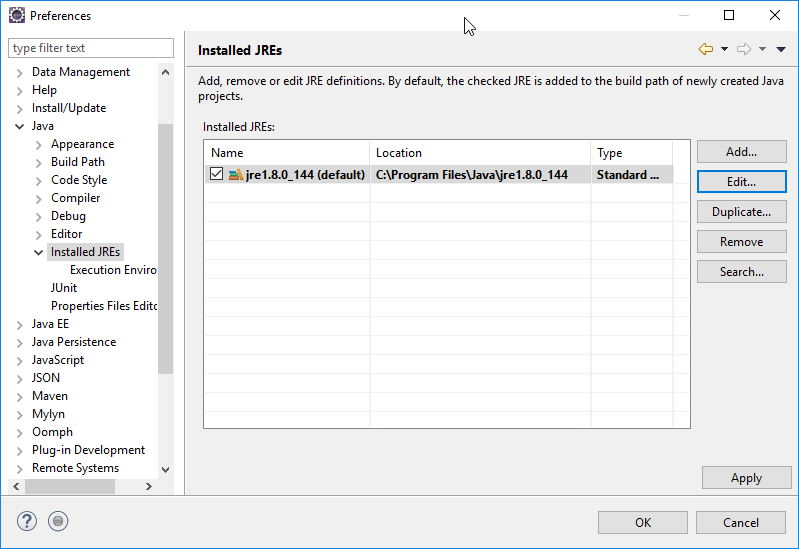 Preferences
type filter text
Data Management
Help
Install/Update
Java
Appearance
Build Path
Code Style
Compiler
Debug
Editor
Installed JREs
Execution Enviro
JUnit
Properties Files Edito
Java EE
Java Persistence
JavaScript
JSON
Maven
Mylyn
Oomph
Plug-in Development
Remote Systems
Installed JREs
Add, remove or edit JRE definitions. By default, the checked JRE is added to the build path of newly created Java
projects.
Installed JREs:
Name Location Type
jre1.8.0_144 (default) C:\Program Files\Java\jre1.8.0_144 Standard ...
Add...
Edit...
Duplicate...
Remove
Search...
Apply
OK Cancel